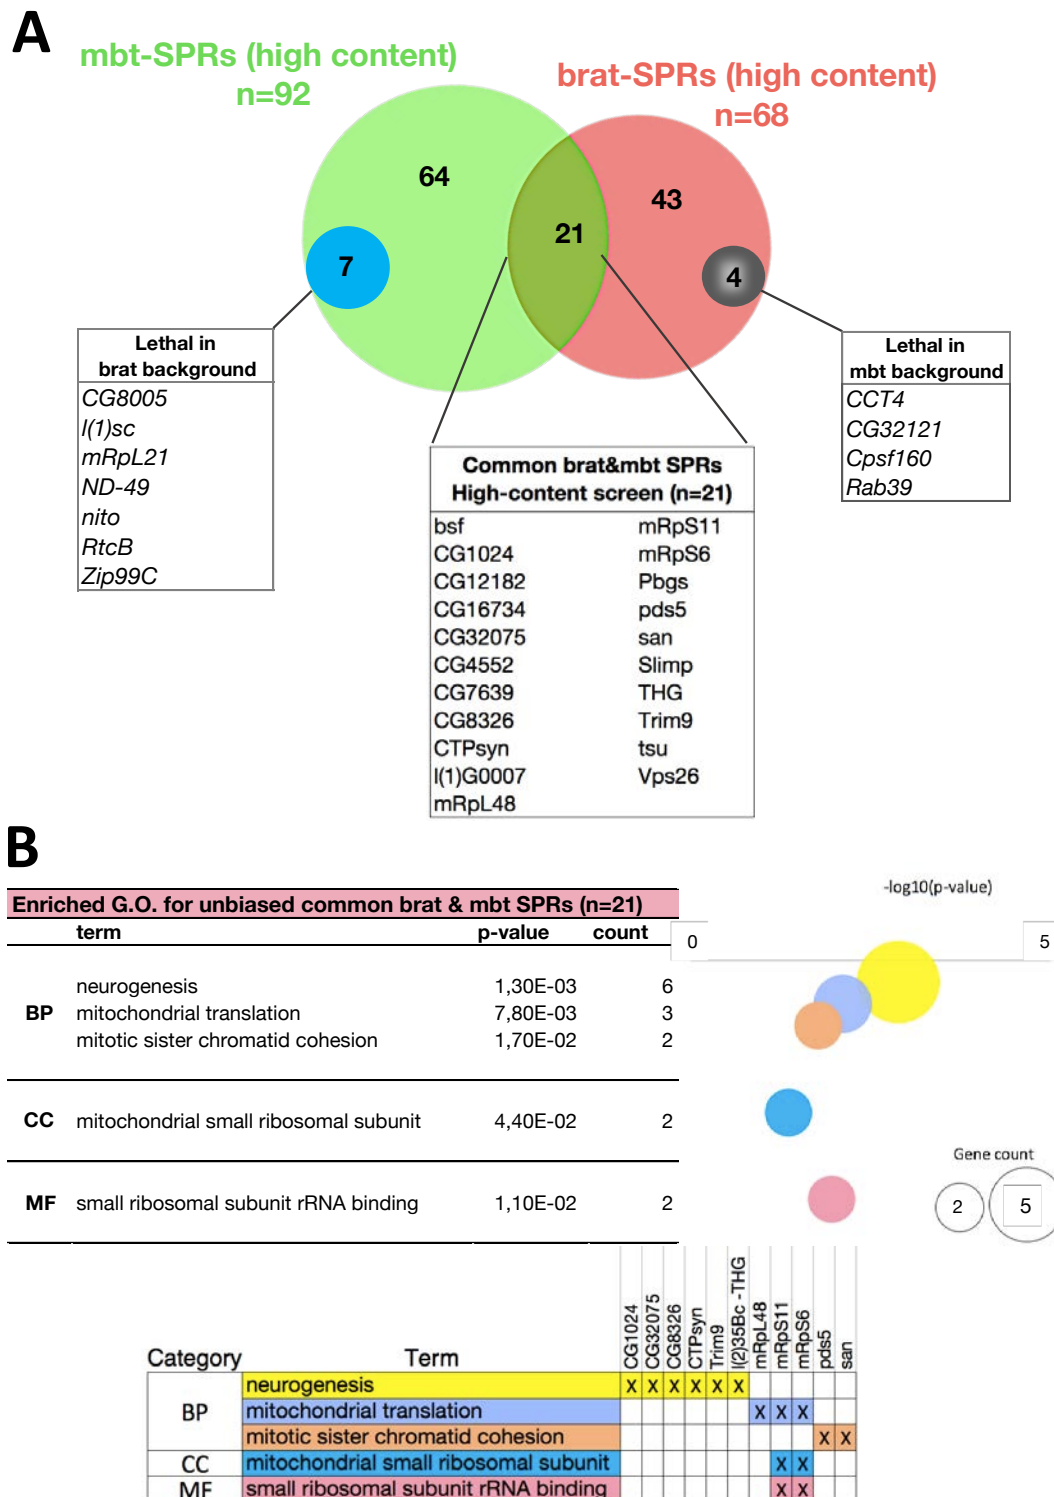 A
mbt-SPRs (high content)
n=92
brat-SPRs (high content)
n=68
64
43
21
7
4
Lethal in
brat background
CG8005
l(1)sc
mRpL21
ND-49
nito
RtcB
Zip99C
Lethal in
mbt background
CCT4
CG32121
Cpsf160
Rab39
Common brat&mbt SPRs
High-content screen (n=21)
bsf mRpS11
CG1024 mRpS6
CG12182 Pbgs
CG16734 pds5
CG32075 san
CG4552 Slimp
CG7639 THG
CG8326 Trim9
CTPsyn tsu
l(1)G0007 Vps26
mRpL48
B
-log10(p-value)
Enriched G.O. for unbiased common brat & mbt SPRs (n=21)
term p-value count
0 5
neurogenesis 1,30E-03 6
BP mitochondrial translation 7,80E-03 3
mitotic sister chromatid cohesion 1,70E-02 2
CC mitochondrial small ribosomal subunit 4,40E-02 2
Gene count
MF small ribosomal subunit rRNA binding 1,10E-02 2
2 5
CG1024
CG32075
CG8326
CTPsyn
Trim9
l(2)35Bc -THG
mRpL48
mRpS11
mRpS6
pds5
san
Category Term
neurogenesis X X X X X X
BP mitochondrial translation X X X
mitotic sister chromatid cohesion X X
CC mitochondrial small ribosomal subunit X X
MF small ribosomal subunit rRNA binding X X